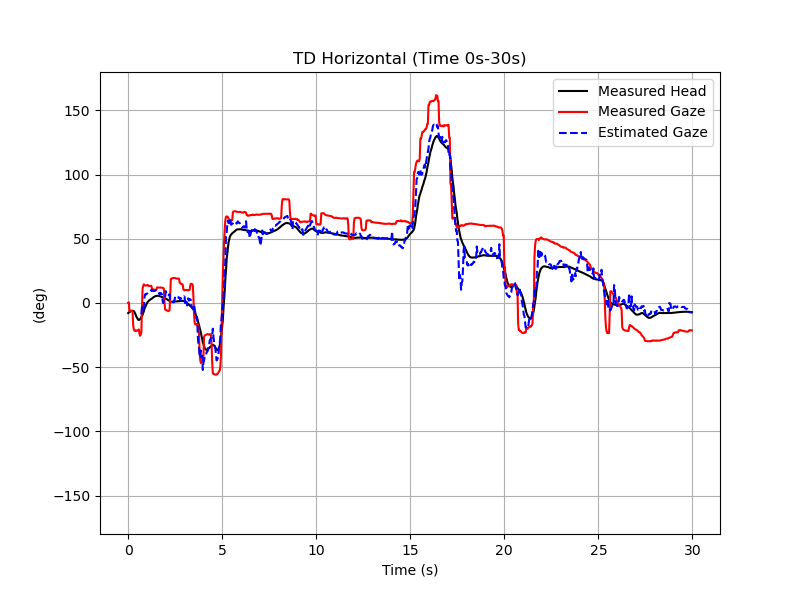 TD Horizontal (Time 0s-30s)
Measured Head
Measured Gaze
Estimated Gaze
150
100
50
0
−50
−100
−150
(deg)
0 5 10 15 20 25 30
Time (s)